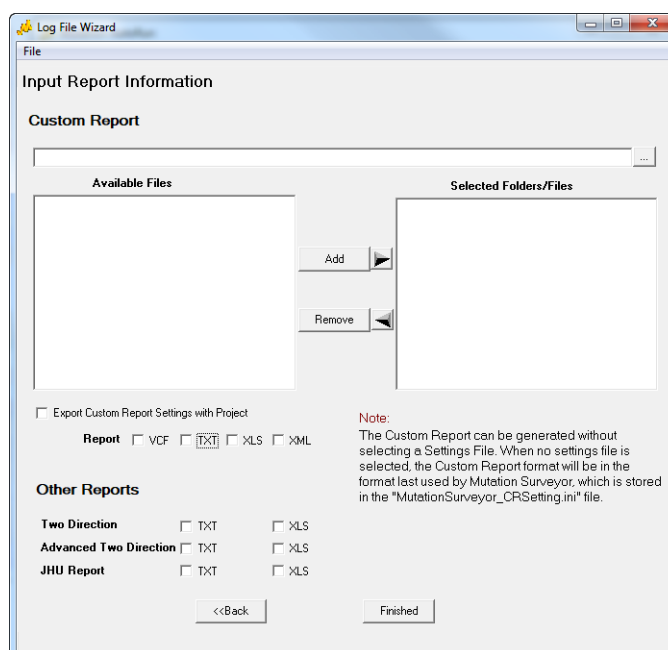 Log File Wizard
File
Input Report Information
Custom Report
...
Available Files
Selected Folders/Files
Add
Remove
Export Custom Report Settings with Project
Report VCF TXT XLS XML
Note:
The Custom Report can be generated without
selecting a Settings File. When no settings file is
selected, the Custom Report format will be in the
format last used by Mutation Surveyor, which is stored
in the "MutationSurveyor_CRSetting.ini" file.
Other Reports
Two Direction TXT XLS
Advanced Two Direction TXT XLS
JHU Report TXT XLS
<<Back
Finished